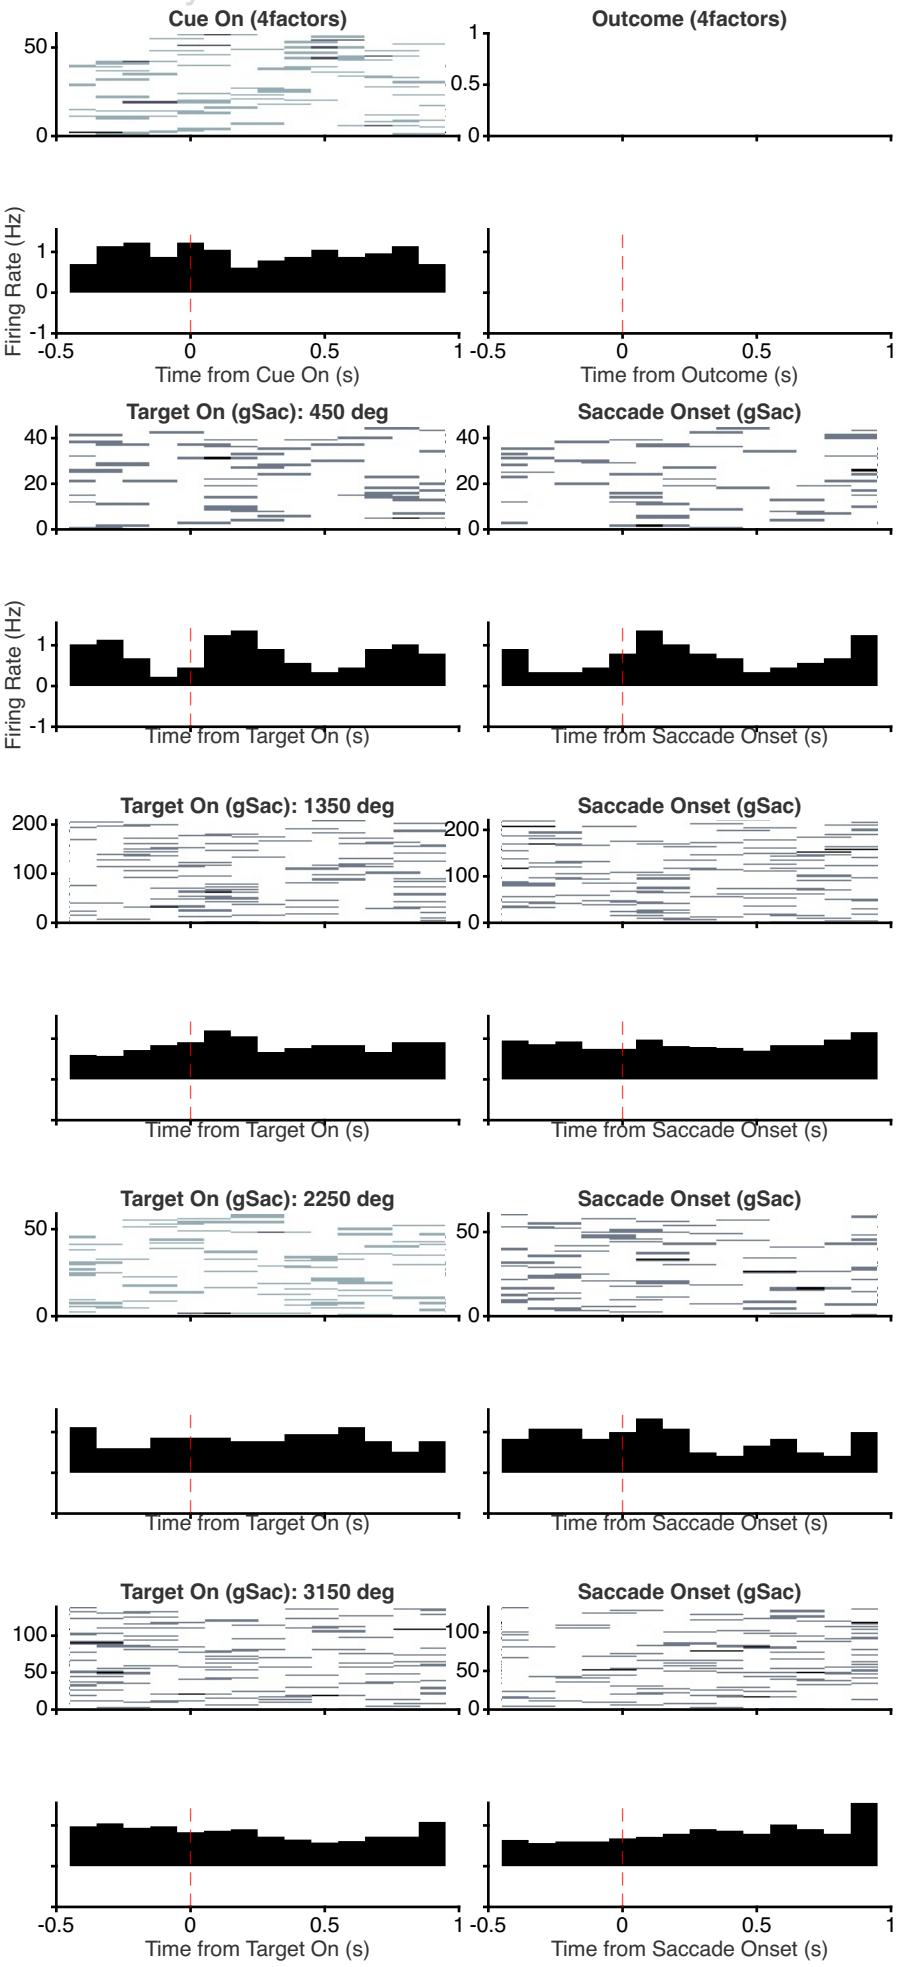 Cue On (4factors) Outcome (4factors)
50 1
0.5
0 0
Firing Rate (Hz)
1
0
-1
-0.5 0 0.5 1 -0.5 0 0.5 1
Time from Cue On (s) Time from Outcome (s)
Target On (gSac): 450 deg Saccade Onset (gSac)
40 40
20 20
0 0
Firing Rate (Hz)
1
0
-1
Time from Target On (s) Time from Saccade Onset (s)
Target On (gSac): 1350 deg Saccade Onset (gSac)
200 200
100 100
0 0
Time from Target On (s) Time from Saccade Onset (s)
Target On (gSac): 2250 deg Saccade Onset (gSac)
50 50
0 0
Time from Target On (s) Time from Saccade Onset (s)
Target On (gSac): 3150 deg Saccade Onset (gSac)
100 100
50 50
0 0
-0.5 0 0.5 1 -0.5 0 0.5 1
Time from Target On (s) Time from Saccade Onset (s)